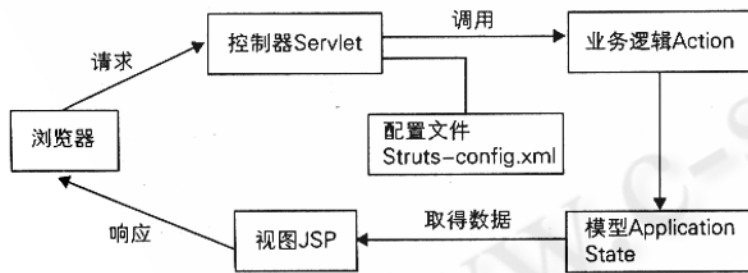 控制器Servlet
调用
业务逻辑Action
请求
浏览器
配置文件
Struts-config.xml
响应
视图JSP
取得数据
模型Application
State